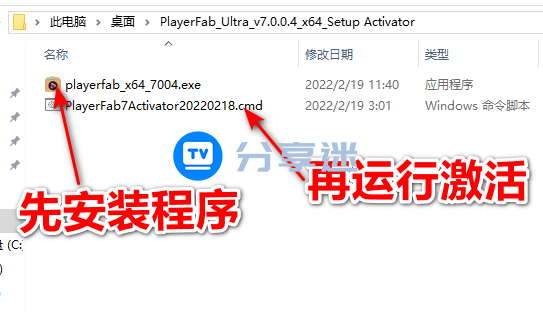 此电脑 > 桌面 > PlayerFab_Ultra_v7.0.0.4_x64_Setup Activator
名称 修改日期 类型
playerfab_x64_7004.exe 2022/2/19 11:40 应用程序
PlayerFab7Activator20220218.cmd 2022/2/19 3:01 Windows 命令脚本
TV 分享迷
再运行激活
先安装程序
(C:
)